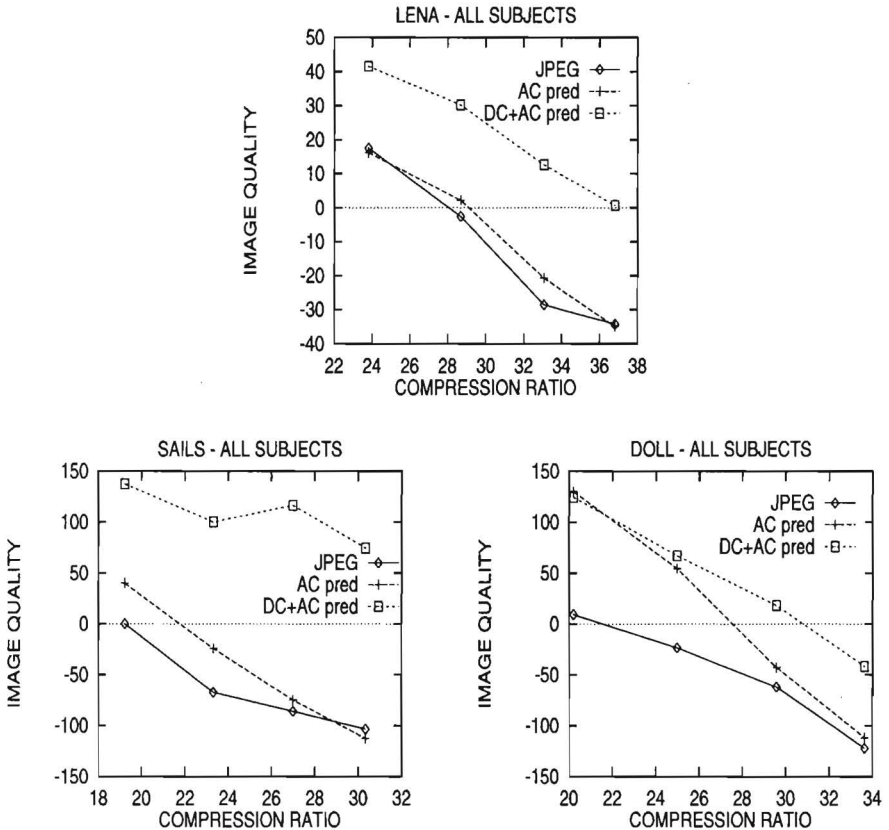 LENA - ALL SUBJECTS
50
40
30
20
10
0
-10
-20
-30
-40
IMAGE QUALITY
JPEG
AC pred
DC+AC pred
22 24 26 28 30 32 34 36 38
COMPRESSION RATIO
SAILS - ALL SUBJECTS
150
100
50
0
-50
-100
-150
IMAGE QUALITY
JPEG
AC pred
DC+AC pred
18 20 22 24 26 28 30 32
COMPRESSION RATIO
DOLL - ALL SUBJECTS
150
100
50
0
-50
-100
-150
IMAGE QUALITY
JPEG
AC pred
DC+AC pred
20 22 24 26 28 30 32 34
COMPRESSION RATIO